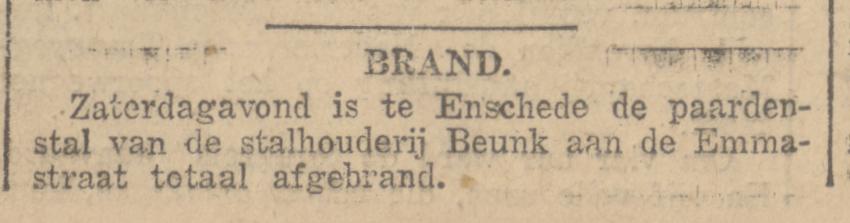 BRAND.
Zaterdagavond is te Enschede de paarden-
stal van de stalhouderij Beunk aan de Emma-
straat totaal afgebrand.